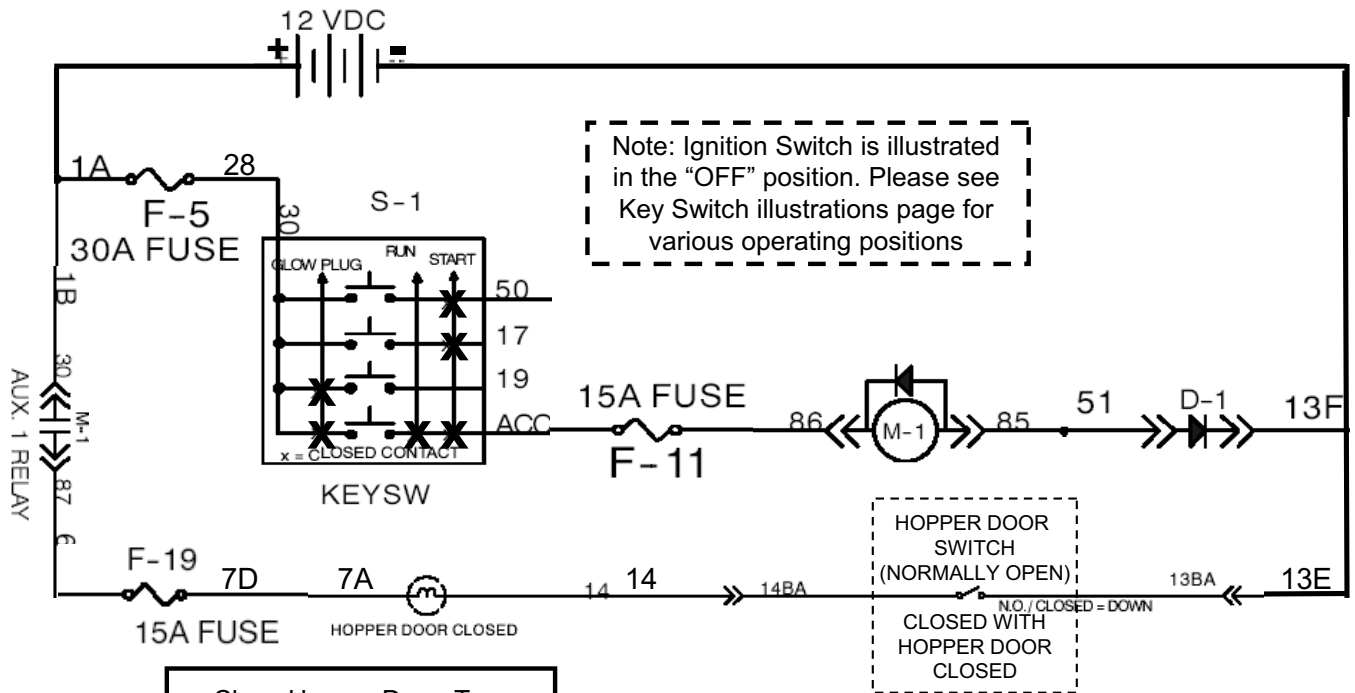 12 VDC
+
-
1A
28
F-5
30A FUSE
30
S-1
Note: Ignition Switch is illustrated
in the “OFF” position. Please see
Key Switch illustrations page for
various operating positions
GLOW PLUG
RUN
START
50
17
19
ACC
x = CLOSED CONTACT
KEYSW
1B
30
M-1
AUX. 1 RELAY
87
15A FUSE
F-11
86
M-1
85
51
D-1
13F
F-19
15A FUSE
7D
7A
HOPPER DOOR CLOSED
14
14
14BA
HOPPER DOOR
SWITCH
(NORMALLY OPEN)
N.O./ CLOSED = DOWN
CLOSED WITH
HOPPER DOOR
CLOSED
13BA
13E